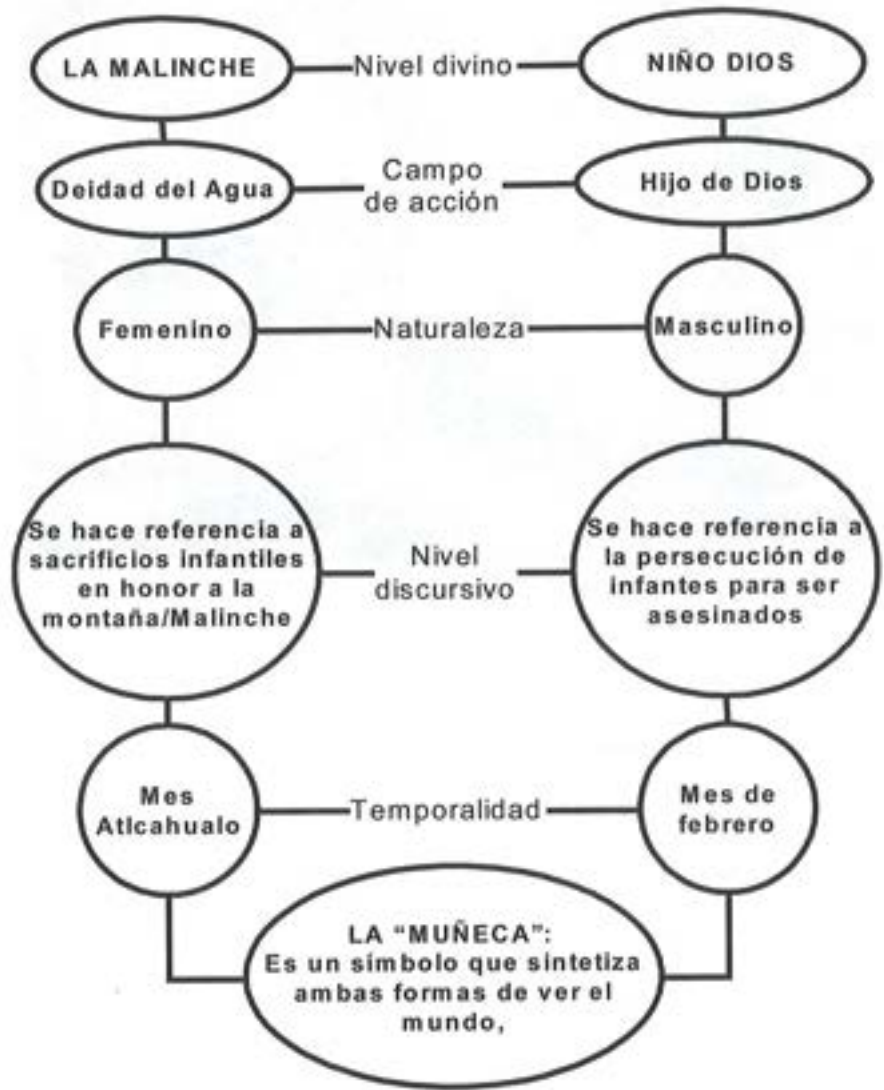 LA MALINCHE
Nivel divino
NIÑO DIOS
Deidad del Agua
Campo
de acción
Hijo de Dios
Femenino
Naturaleza
Masculino
Se hace referencia a
sacrificios infantiles
en honor a la
montaña/Malinche
Nivel
discursivo
Se hace referencia a
la persecución de
infantes para ser
asesinados
Mes
Atlcahualo
Temporalidad
Mes de
febrero
LA “MUÑECA”:
Es un símbolo que sintetiza
ambas formas de ver el
mundo,